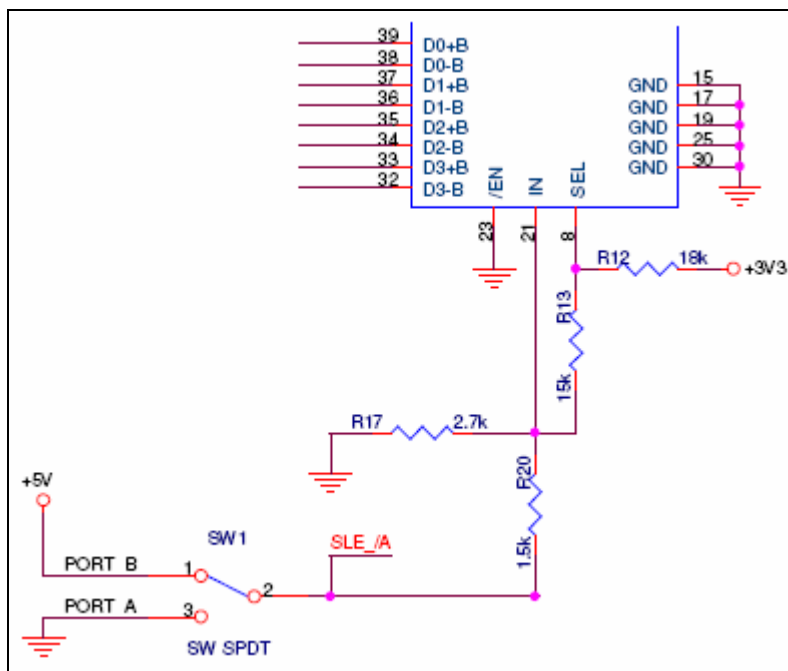 39 D0+B
38 D0-B
37 D1+B
36 D1-B
35 D2+B
34 D2-B
33 D3+B
32 D3-B
GND 15
GND 17
GND 19
GND 25
GND 30
/EN
IN
SEL
23
21
8
R12 18k +3V3
R13
15k
R17 2.7k
R20
1.5k
+5V
SW1
SLE_/A
PORT B 1
2
PORT A 3
SW SPDT